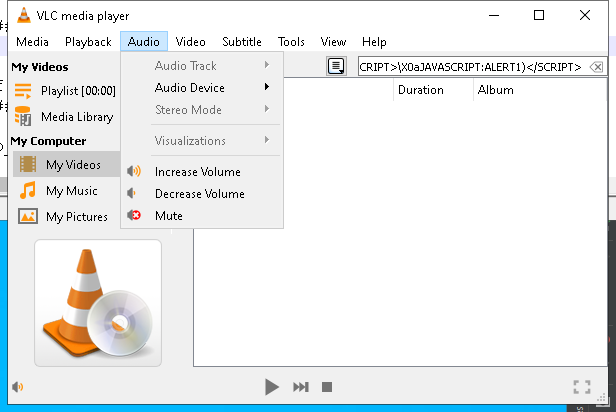 VLC media player
Media Playback Audio Video Subtitle Tools View Help
My Videos
Playlist [00:00]
Media Library
My Computer
My Videos
My Music
My Pictures
Audio Track
Audio Device
Stereo Mode
Visualizations
Increase Volume
Decrease Volume
Mute
CRIPT>\X0aJAVASCRIPT:ALERT1)</SCRIPT>
Duration Album